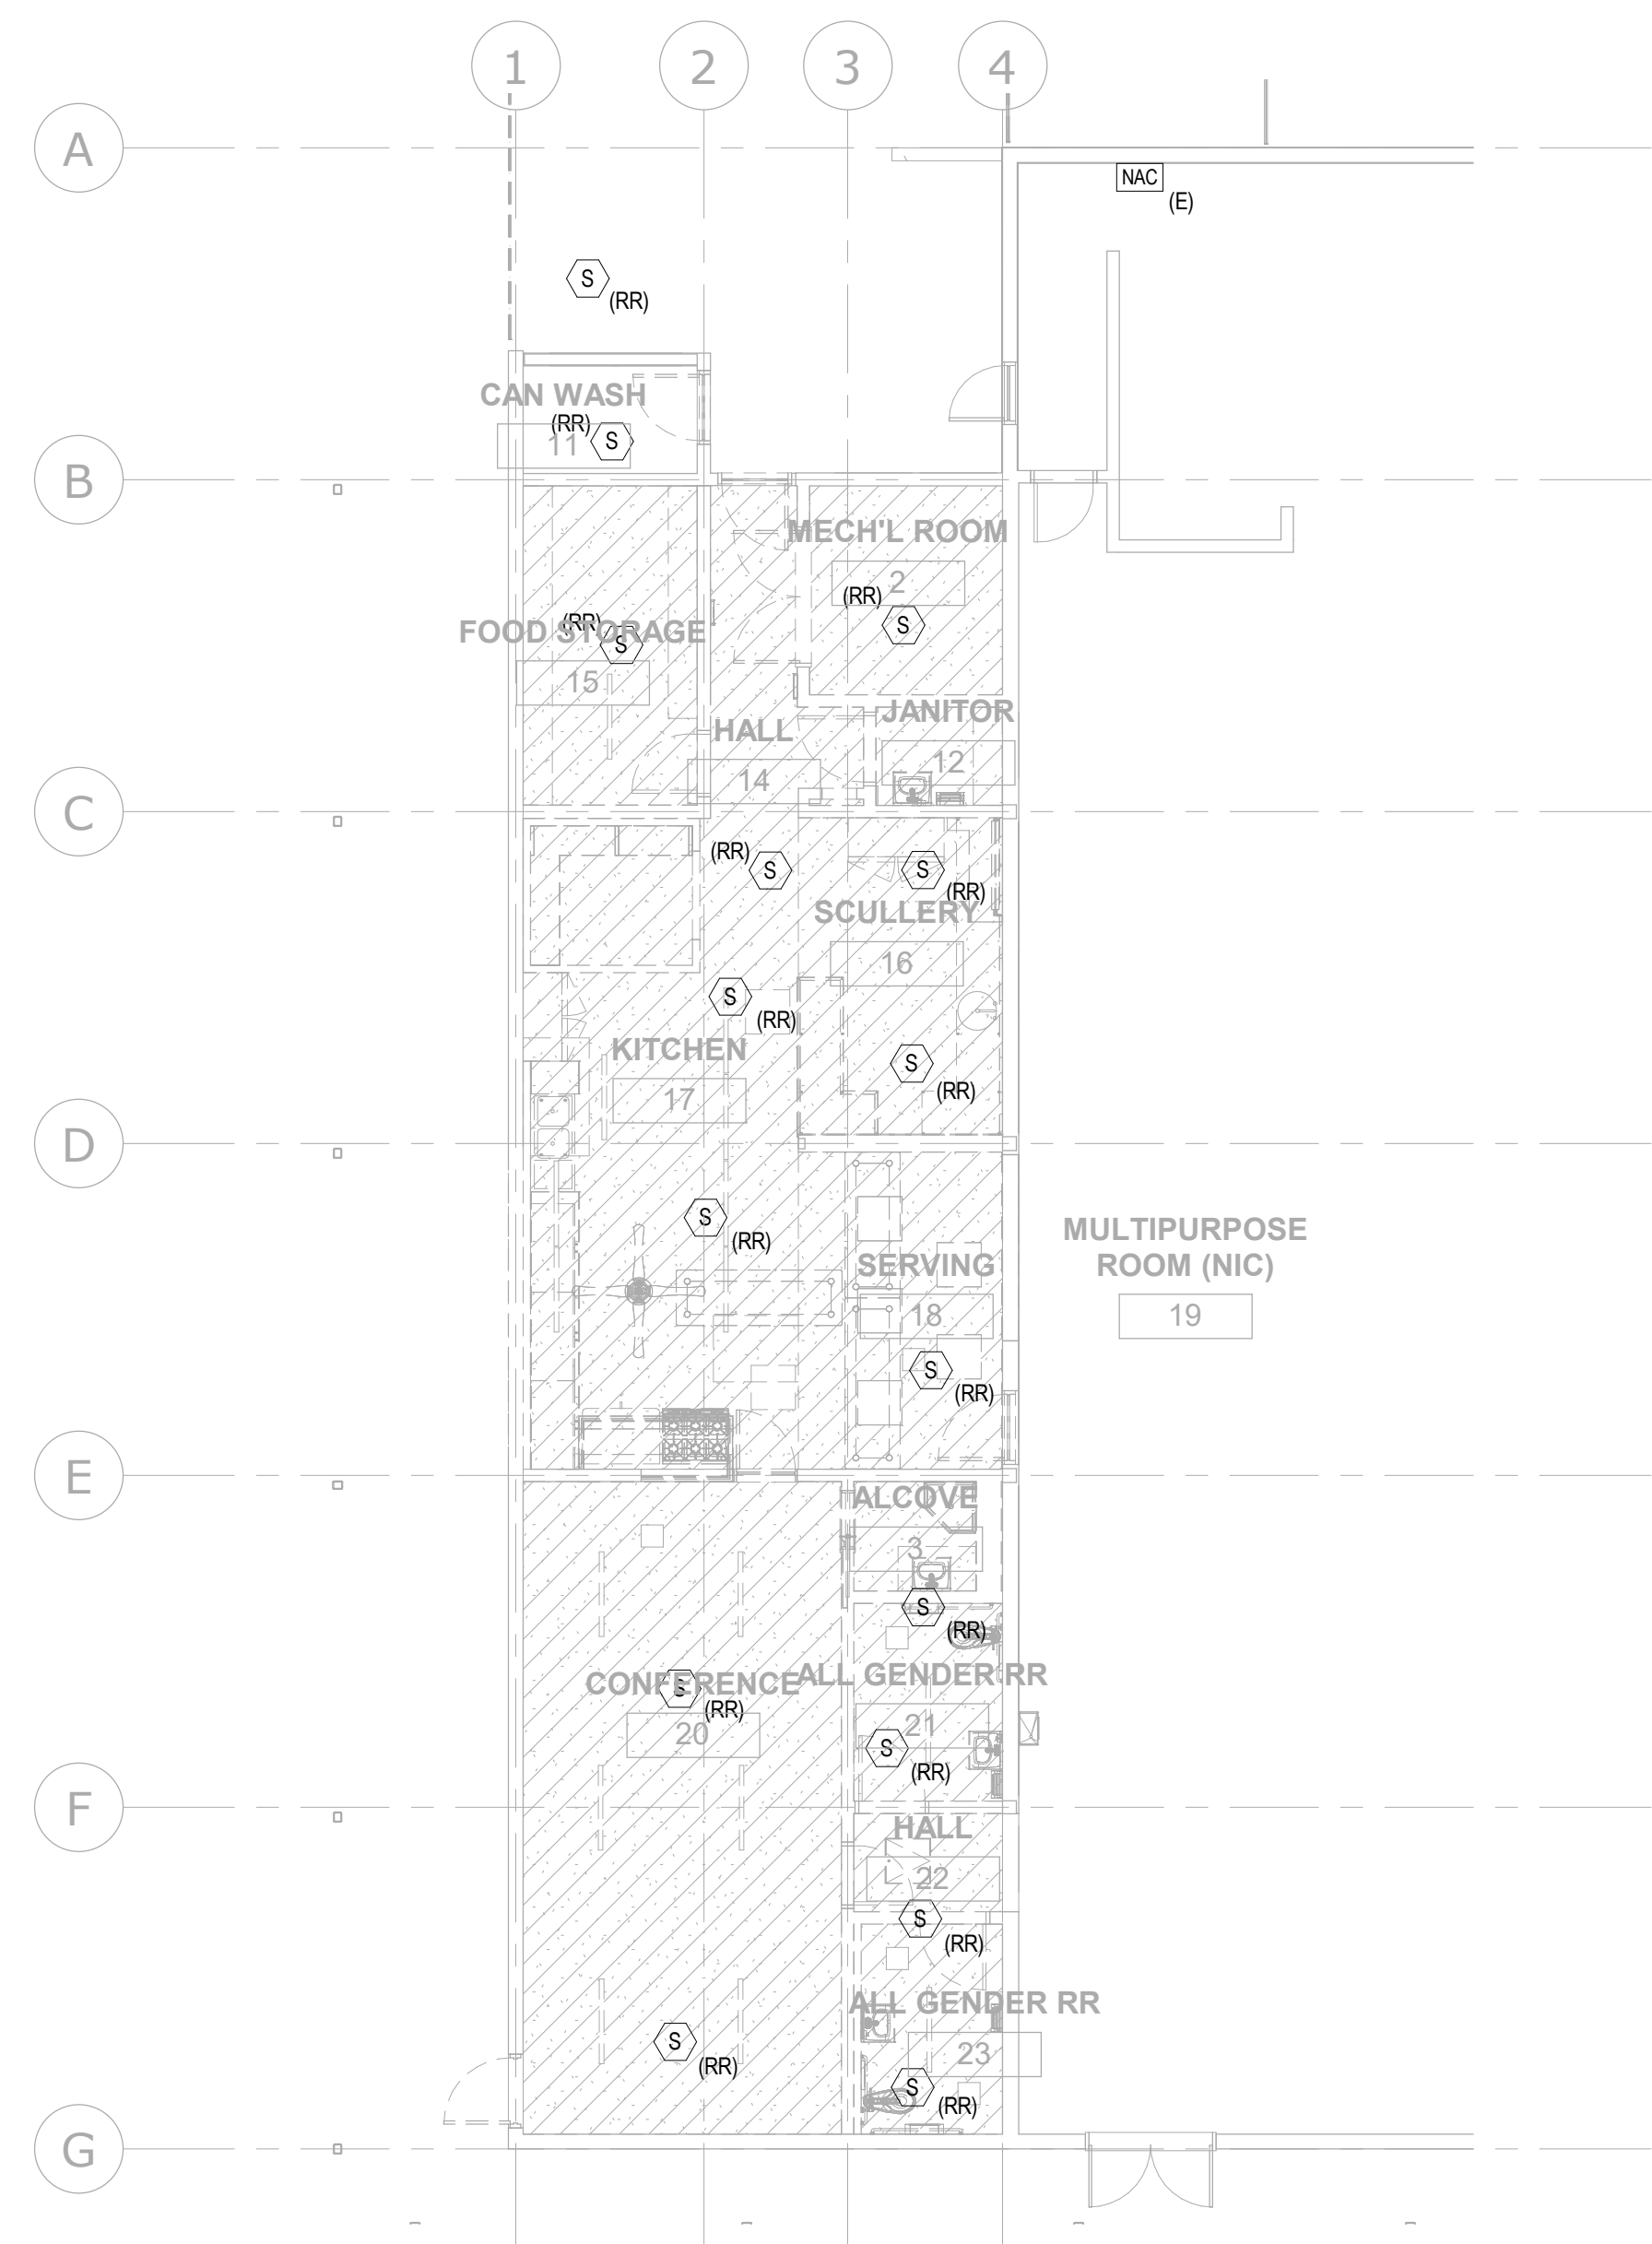 1
2
3
4
A
NAC
(E)
S
(RR)
CAN WASH
(RR)
11
S
B
MECH'L ROOM
2
(RR)
S
(RR)
FOOD STORAGE
S
15
JANITOR
HALL
12
14
C
(RR)
S
S
(RR)
SCULLERY
16
S
(RR)
KITCHEN
S
(RR)
17
D
S
(RR)
MULTIPURPOSE
ROOM (NIC)
19
SERVING
18
S
(RR)
E
ALCOVE
3
S
(RR)
ALL GENDER RR
CONFERENCE
S
(RR)
20
21
S
(RR)
F
HALL
22
S
(RR)
ALL GENDER RR
S
(RR)
23
S
(RR)
G